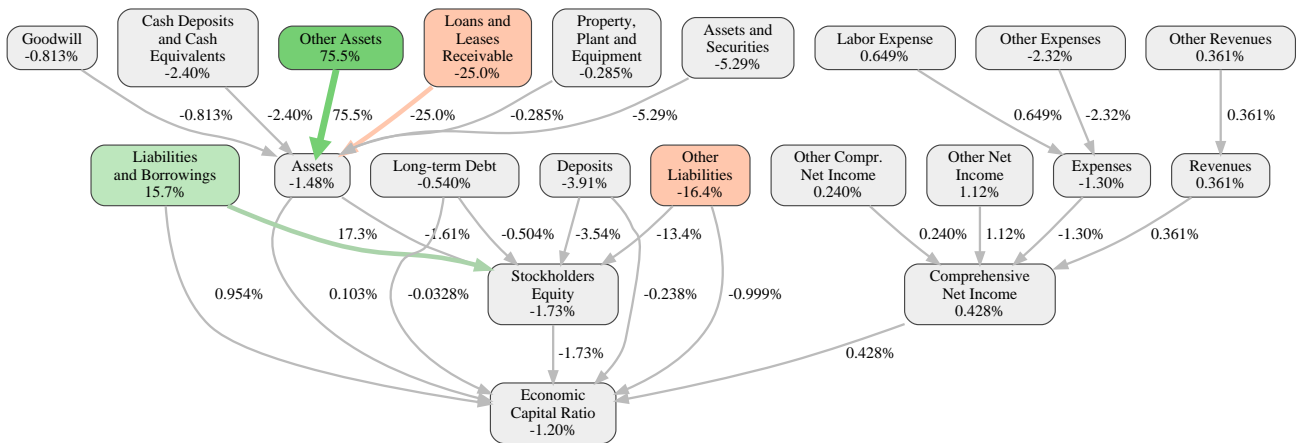 Goodwill
-0.813%
Cash Deposits
and Cash
Equivalents
-2.40%
Other Assets
75.5%
Loans and
Leases
Receivable
-25.0%
Property,
Plant and
Equipment
-0.285%
Assets and
Securities
-5.29%
Labor Expense
0.649%
Other Expenses
-2.32%
Other Revenues
0.361%
-0.813%
-2.40%
75.5%
-25.0%
-0.285%
-5.29%
0.649%
-2.32%
0.361%
Liabilities
and Borrowings
15.7%
Assets
-1.48%
Long-term Debt
-0.540%
Deposits
-3.91%
Other
Liabilities
-16.4%
Other Compr.
Net Income
0.240%
Other Net
Income
1.12%
Expenses
-1.30%
Revenues
0.361%
17.3%
-1.61%
-0.504%
-3.54%
-13.4%
0.240%
1.12%
-1.30%
0.361%
0.954%
0.103%
-0.0328%
Stockholders
Equity
-1.73%
-0.238%
-0.999%
Comprehensive
Net Income
0.428%
-1.73%
0.428%
Economic
Capital Ratio
-1.20%